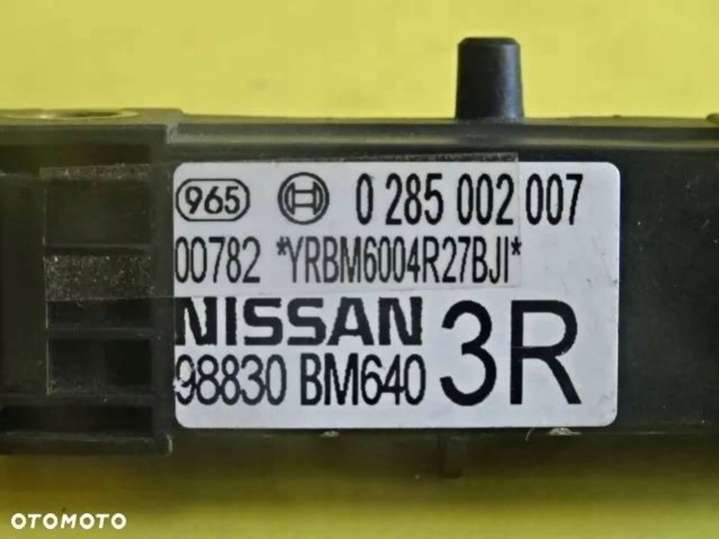 965 0 285 002 007
00782 *YRBM6004R27BJI*
NISSAN 3R
98830 BM640
OTOMOTO